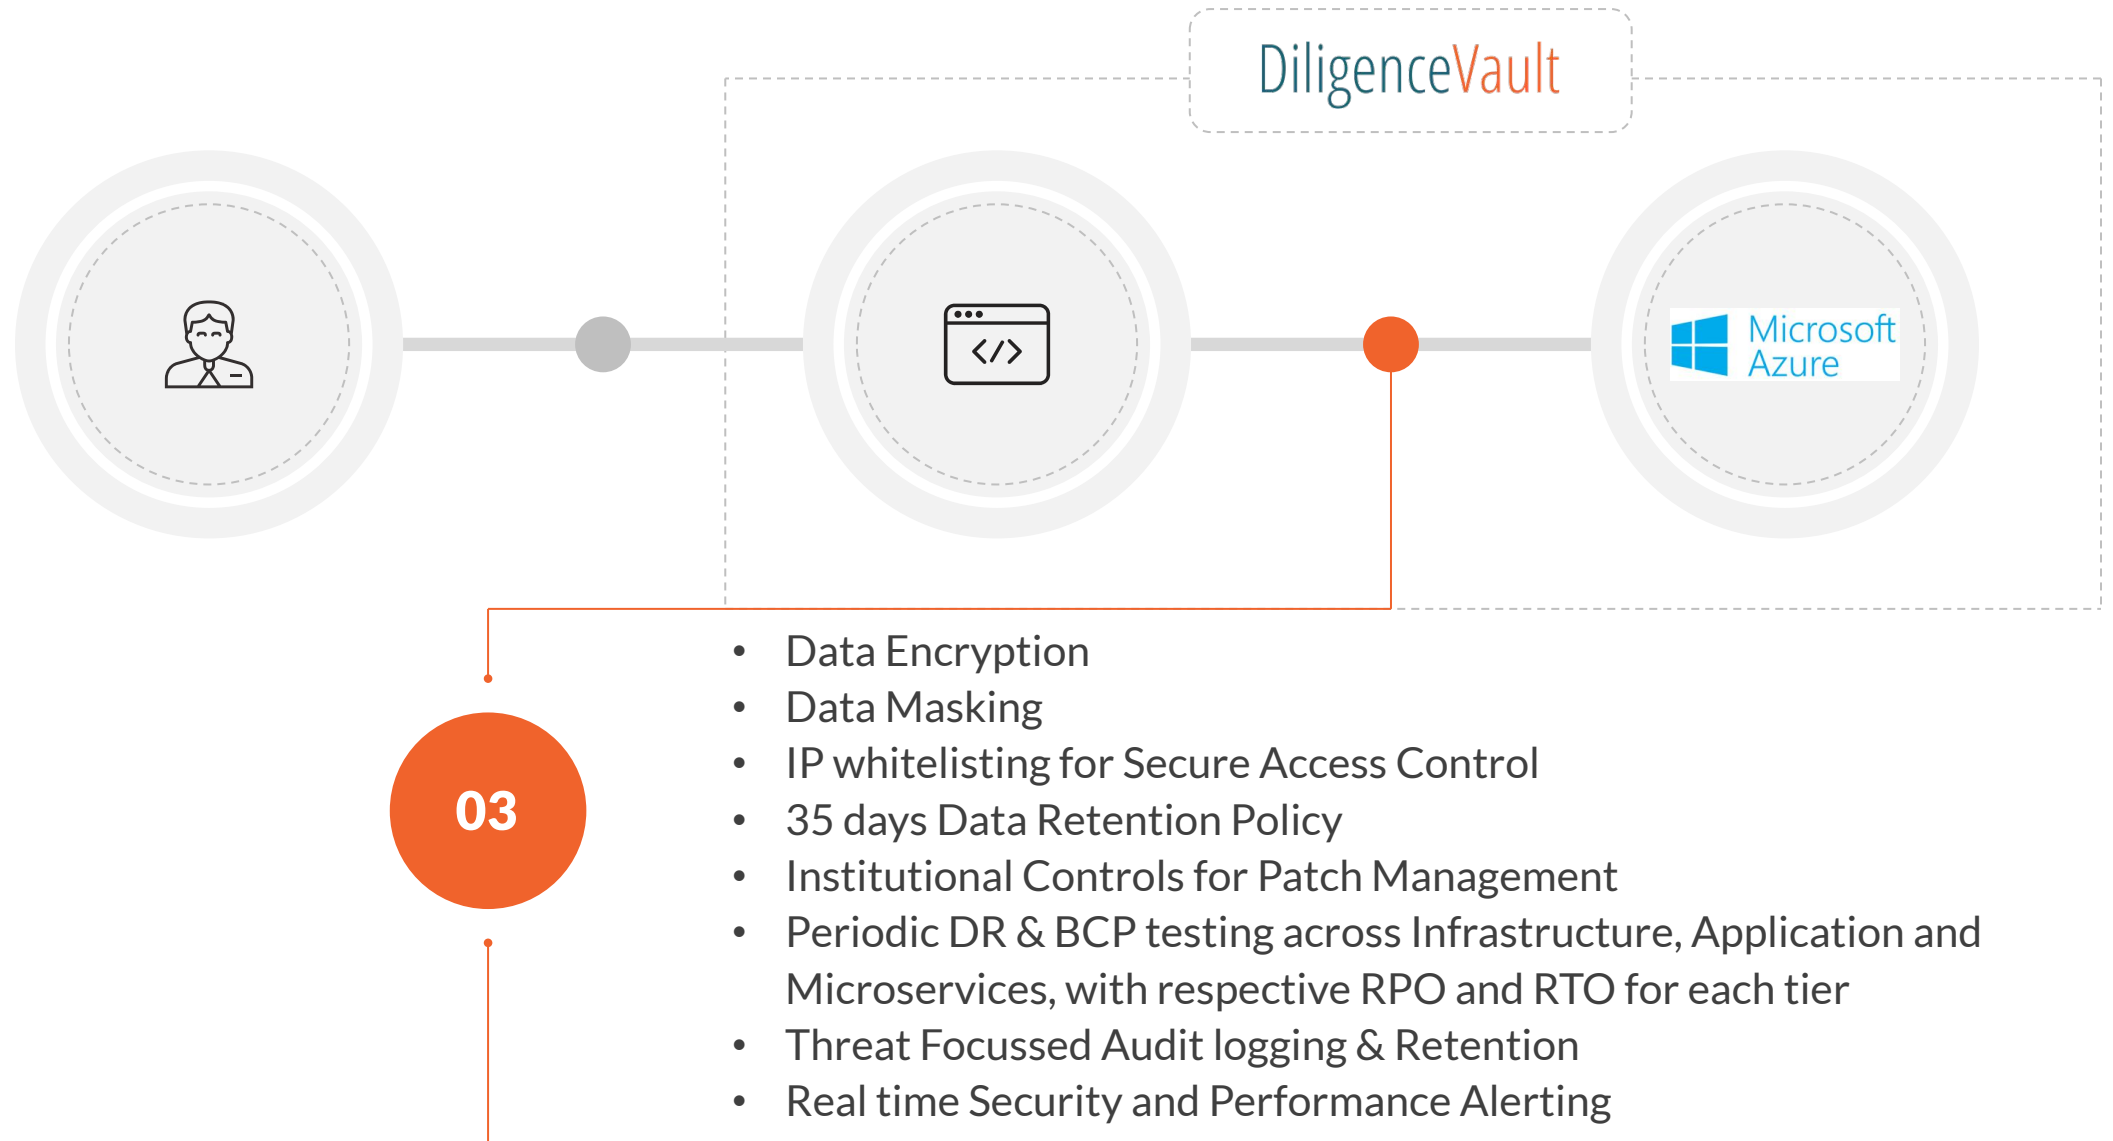 DiligenceVault
</>
Microsoft
Azure
03
• Data Encryption
• Data Masking
• IP whitelisting for Secure Access Control
• 35 days Data Retention Policy
• Institutional Controls for Patch Management
• Periodic DR & BCP testing across Infrastructure, Application and
Microservices, with respective RPO and RTO for each tier
• Threat Focussed Audit logging & Retention
• Real time Security and Performance Alerting